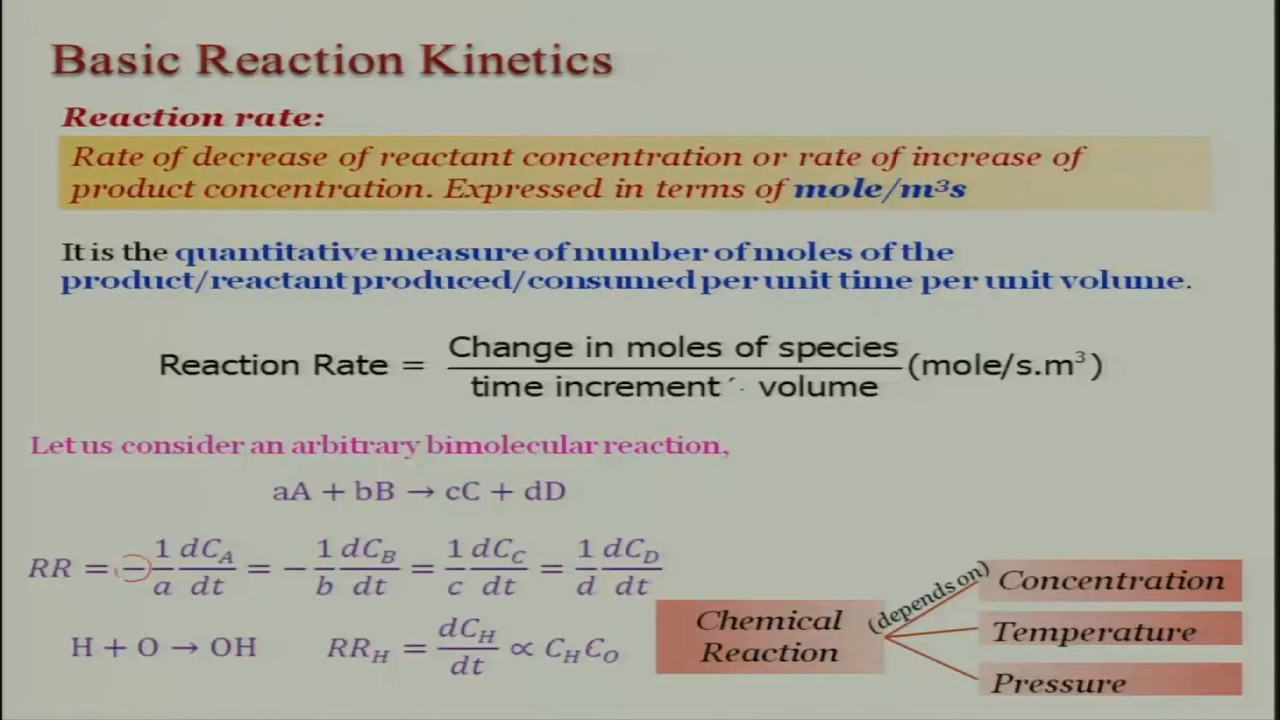 Basic Reaction Kinetics
Reaction rate:
Rate of decrease of reactant concentration or rate of increase of
product concentration. Expressed in terms of mole/m³s
It is the quantitative measure of number of moles of the
product/reactant produced/consumed per unit time per unit volume.
Reaction Rate = Change in moles of species / time increment´ volume (mole/s.m³)
Let us consider an arbitrary bimolecular reaction,
aA + bB → cC + dD
RR = − 1/a dC_A/dt = − 1/b dC_B/dt = 1/c dC_C/dt = 1/d dC_D/dt
H + O → OH
RR_H = dC_H/dt ∝ C_H C_O
Chemical
Reaction
(depends on)
Concentration
Temperature
Pressure